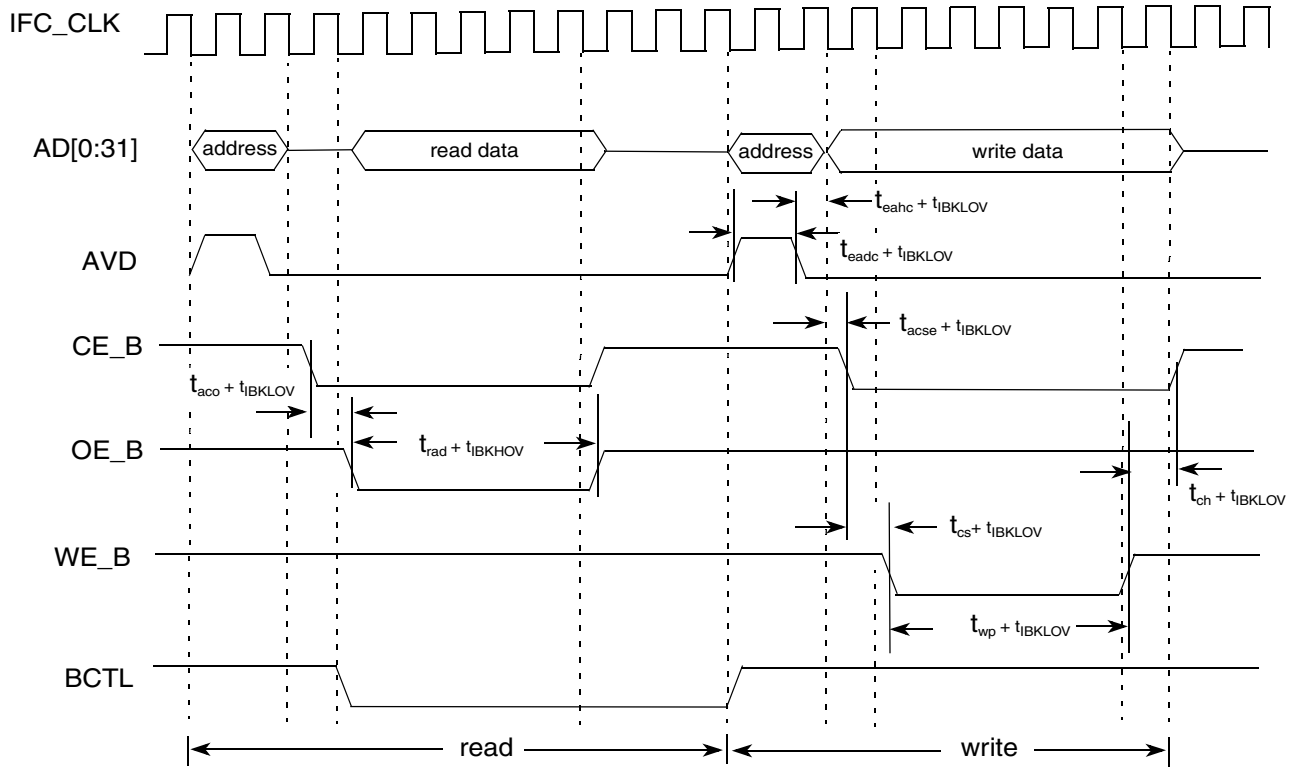 IFC_CLK
AD[0:31] address read data address write data
teahc + tIBKLOV
AVD teadc + tIBKLOV
tacse + tIBKLOV
CE_B
taco + tIBKLOV
OE_B trad + tIBKHOV
tch + tIBKLOV
tcs+ tIBKLOV
WE_B
twp + tIBKLOV
BCTL
read write